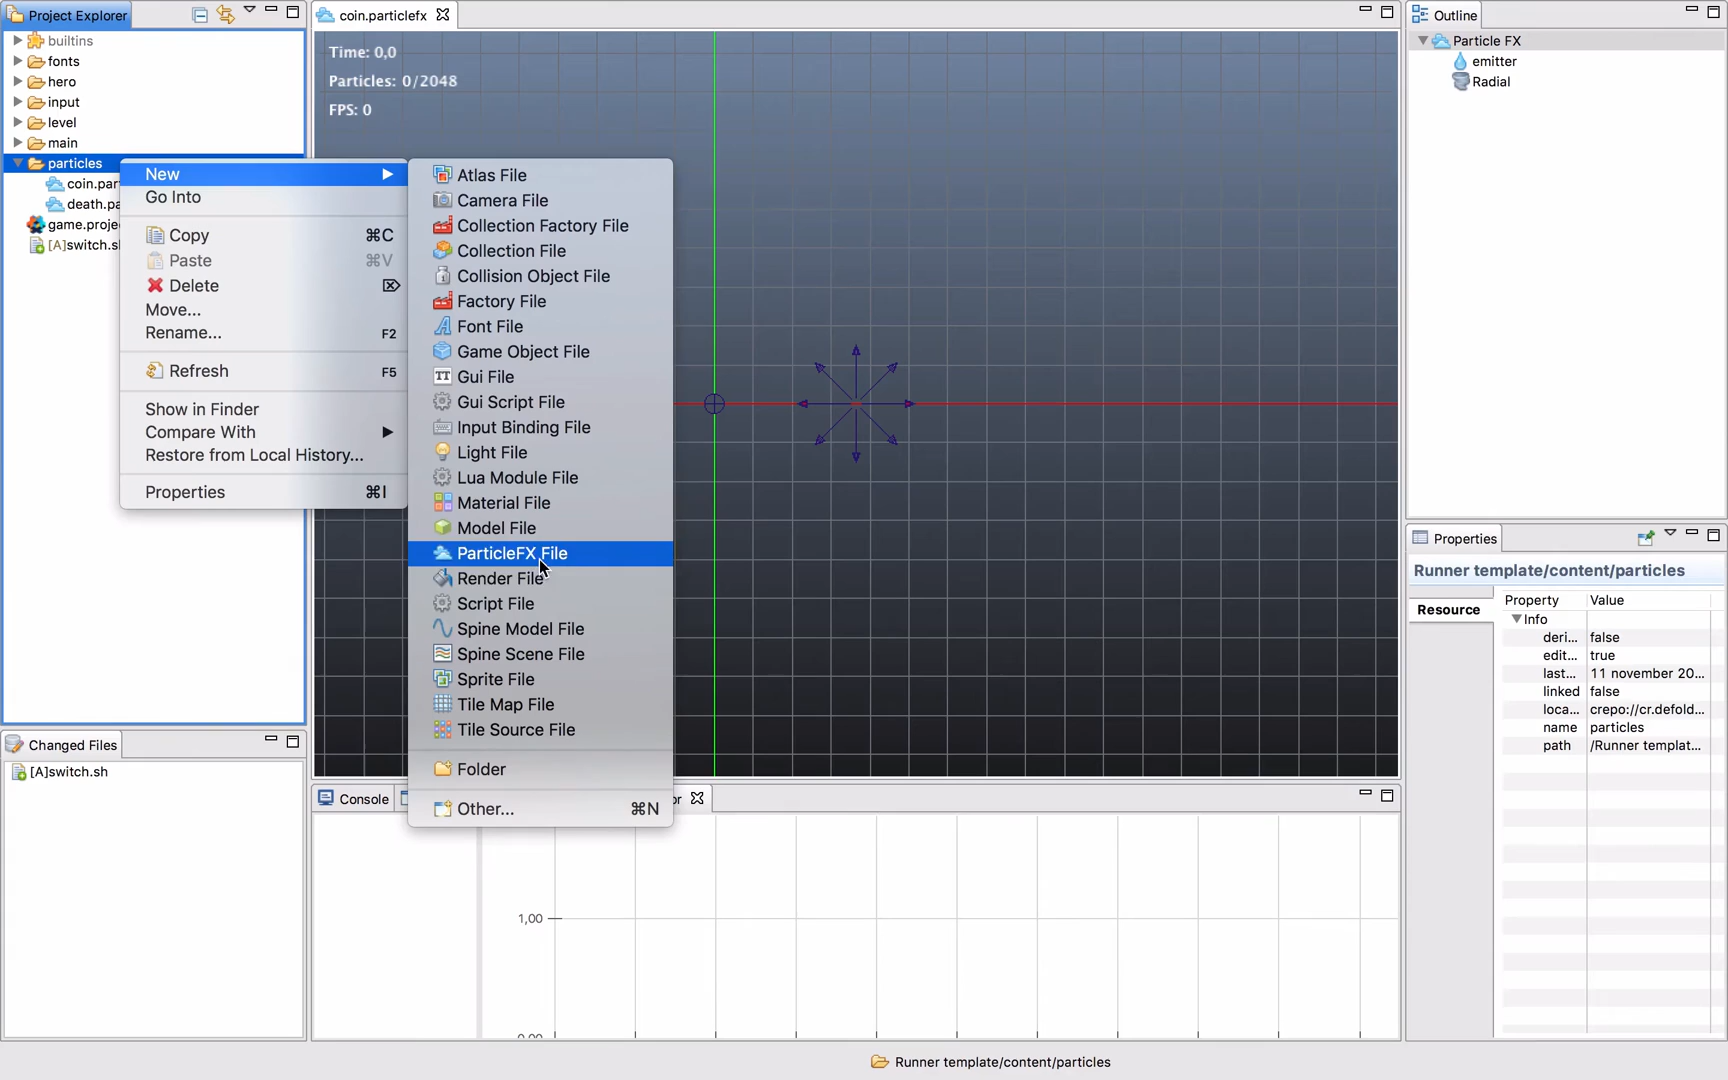 Project Explorer
builtins
fonts
hero
input
level
main
particles
coin.par
death.pa
game.proje
[A]switch.s
New
Go Into
Copy ⌘C
Paste ⌘V
Delete ⌦
Move...
Rename... F2
Refresh F5
Show in Finder
Compare With
Restore from Local History...
Properties ⌘I
Atlas File
Camera File
Collection Factory File
Collection File
Collision Object File
Factory File
Font File
Game Object File
Gui File
Gui Script File
Input Binding File
Light File
Lua Module File
Material File
Model File
ParticleFX File
Render File
Script File
Spine Model File
Spine Scene File
Sprite File
Tile Map File
Tile Source File
Folder
Other... ⌘N
coin.particlefx
Time: 0,0
Particles: 0/2048
FPS: 0
Outline
Particle FX
emitter
Radial
Properties
Runner template/content/particles
Resource
Property Value
Info
deri... false
edit... true
last... 11 november 20...
linked false
loca... crepo://cr.defold...
name particles
path /Runner templat...
Changed Files
[A]switch.sh
Console
or
1,00
0,00
Runner template/content/particles